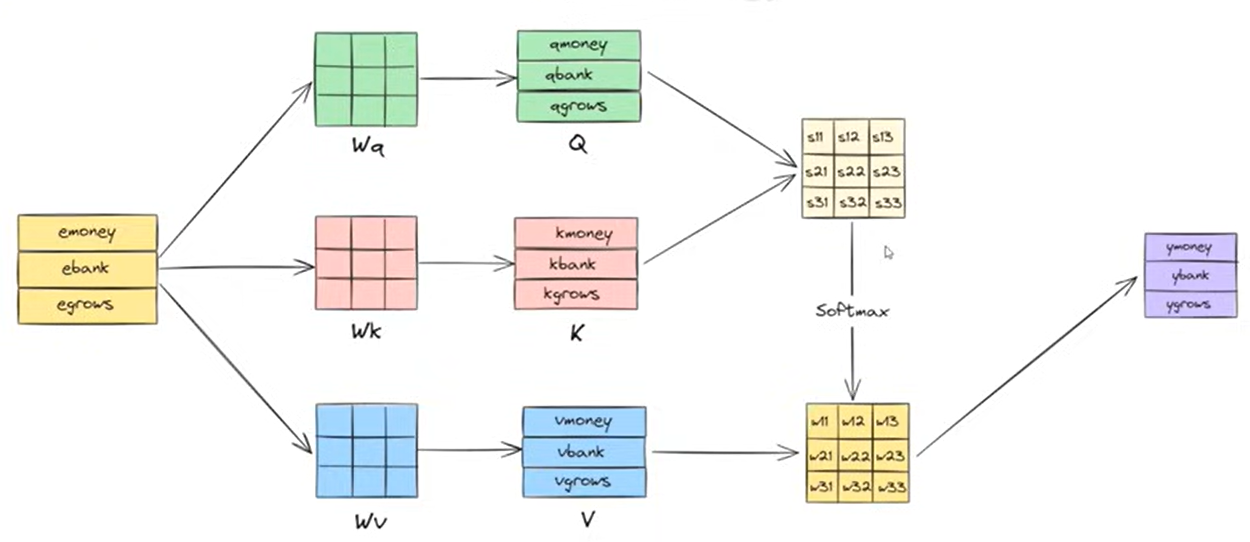 emoney
ebank
egrows
Wq
qmoney
qbank
qgrows
Q
Wk
kmoney
kbank
kgrows
K
Wv
vmoney
vbank
vgrows
V
s11 s12 s13
s21 s22 s23
s31 s32 s33
Softmax
w11 w12 w13
w21 w22 w23
w31 w32 w33
ymoney
ybank
ygrows